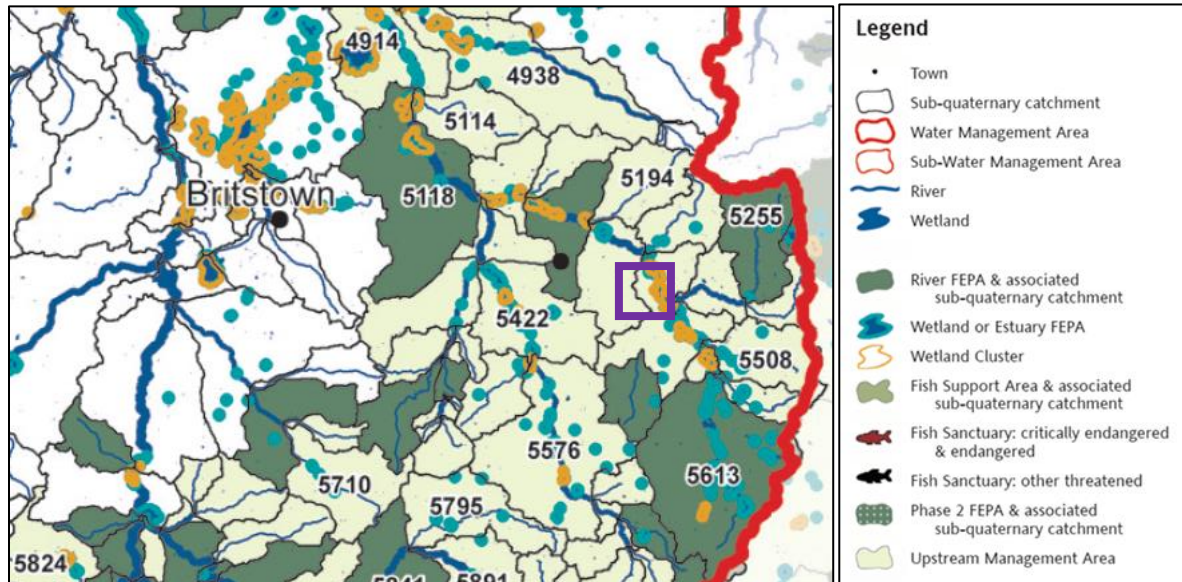 4914
4938
5114
5194
Britstown
5118
5255
5422
5508
5576
5613
5710
5795
5824
5891
Legend
Town
Sub-quaternary catchment
Water Management Area
Sub-Water Management Area
River
Wetland
River FEPA & associated
sub-quaternary catchment
Wetland or Estuary FEPA
Wetland Cluster
Fish Support Area & associated
sub-quaternary catchment
Fish Sanctuary: critically endangered
& endangered
Fish Sanctuary: other threatened
Phase 2 FEPA & associated
sub-quaternary catchment
Upstream Management Area